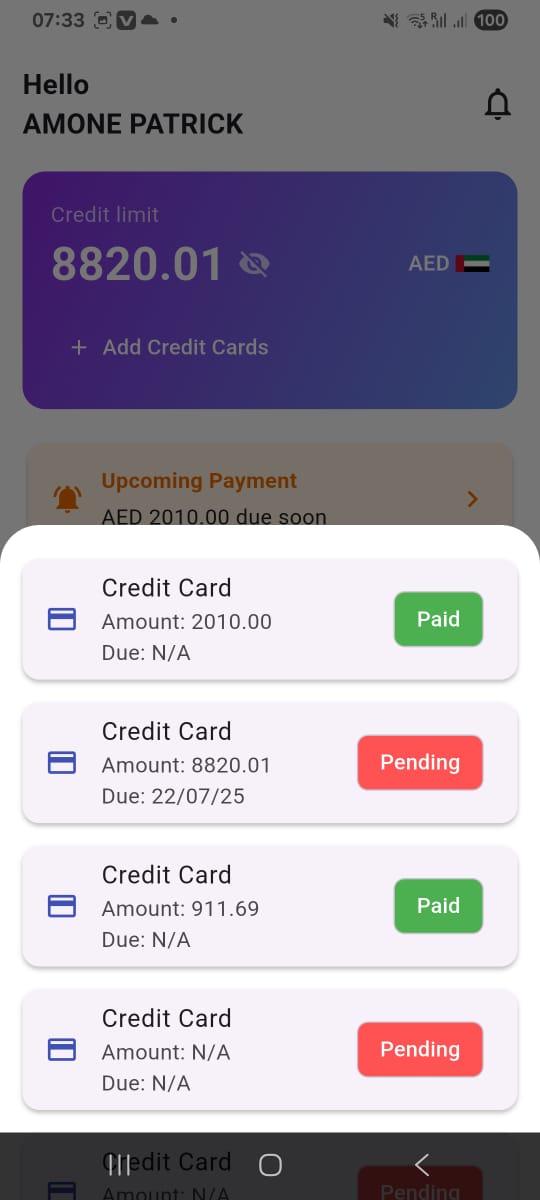 07:33
V
100
Hello
AMONE PATRICK
Credit limit
8820.01
AED
+ Add Credit Cards
Upcoming Payment
AED 2010.00 due soon
Credit Card
Amount: 2010.00
Due: N/A
Paid
Credit Card
Amount: 8820.01
Due: 22/07/25
Pending
Credit Card
Amount: 911.69
Due: N/A
Paid
Credit Card
Amount: N/A
Due: N/A
Pending
Credit Card
Amount: N/A
Pending